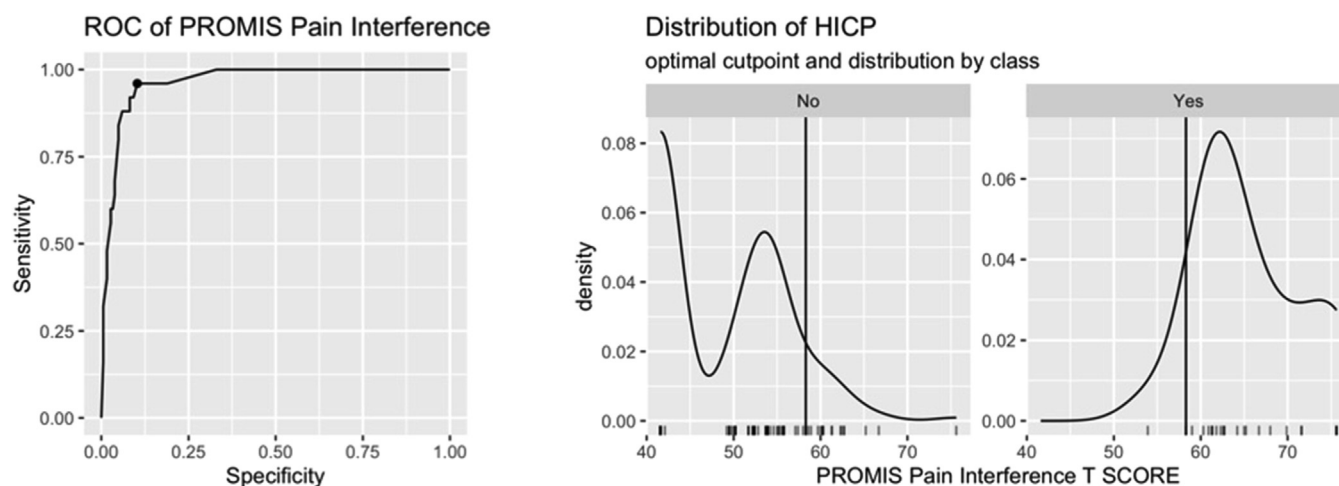 ROC of PROMIS Pain Interference
1.00
0.75
0.50
0.25
0.00
Sensitivity
0.00 0.25 0.50 0.75 1.00
Specificity
Distribution of HICP
optimal cutpoint and distribution by class
No
Yes
0.08
0.06
0.04
0.02
0.00
density
40 50 60 70
0.06
0.04
0.02
0.00
40 50 60 70
PROMIS Pain Interference T SCORE